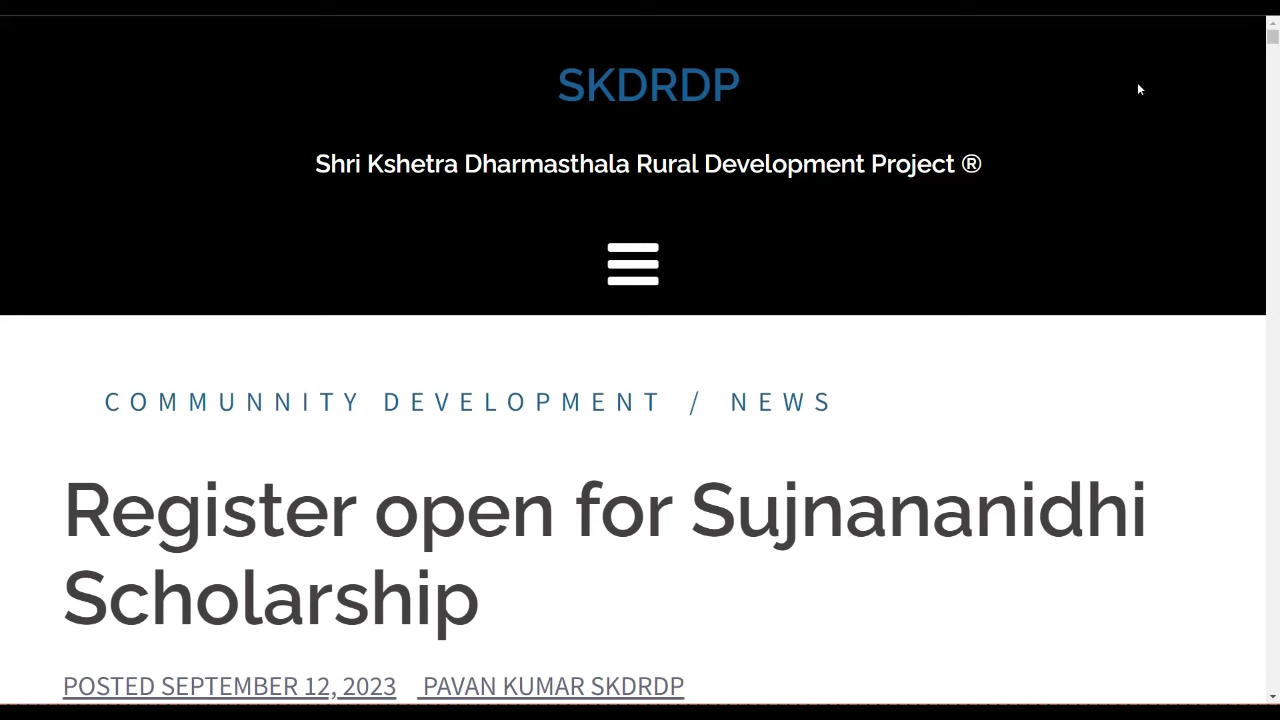 SKDRDP
Shri Kshetra Dharmasthala Rural Development Project ®
COMMUNNITY DEVELOPMENT / NEWS
Register open for Sujnananidhi
Scholarship
POSTED SEPTEMBER 12, 2023 PAVAN KUMAR SKDRDP